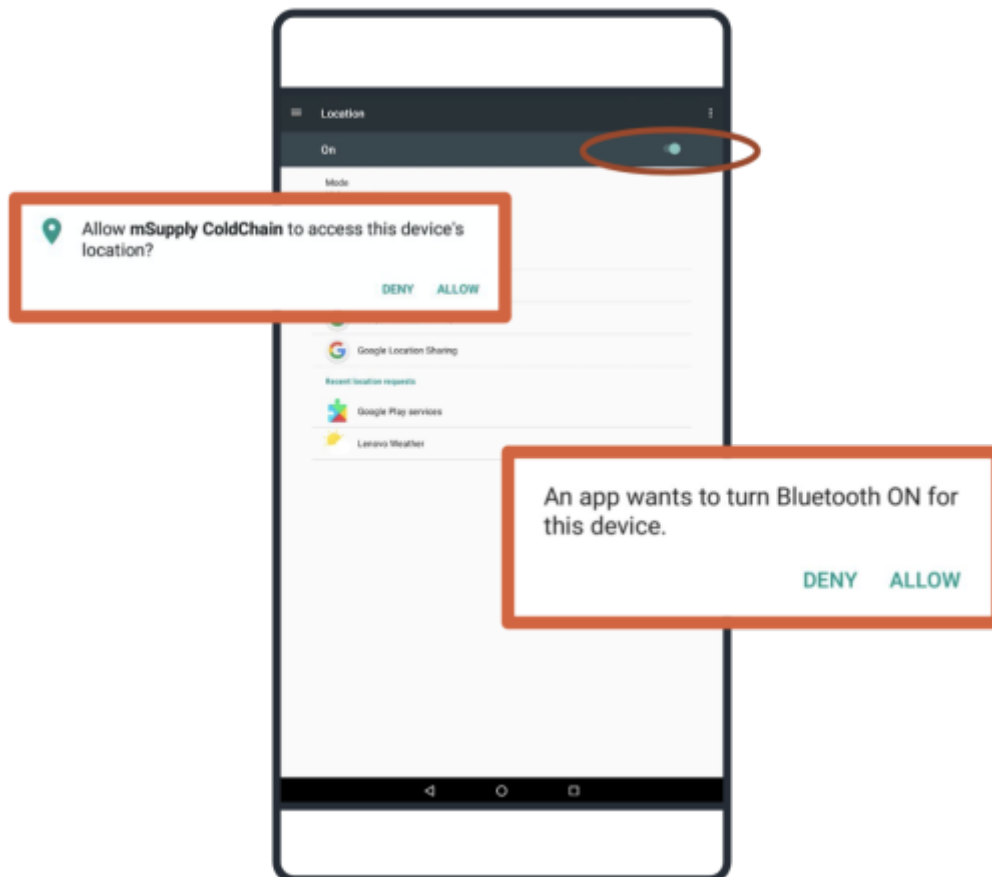 Location
On
Mode
Allow mSupply ColdChain to access this device's
location?
DENY ALLOW
Google Location Sharing
Recent location requests
Google Play services
Lenovo Weather
An app wants to turn Bluetooth ON for
this device.
DENY ALLOW